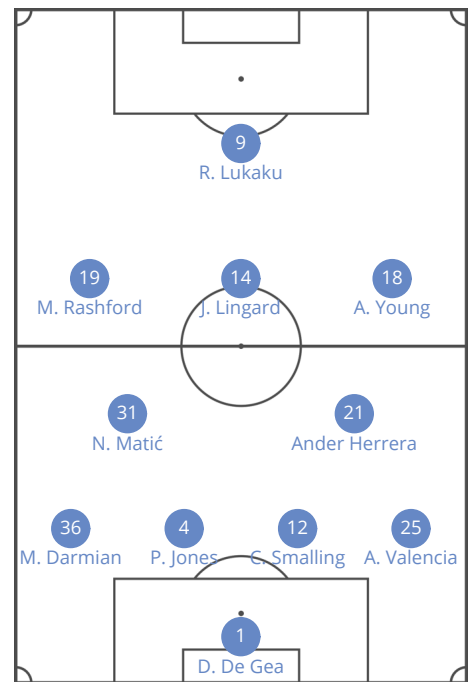 9
R. Lukaku
19 14 18
M. Rashford J. Lingard A. Young
31 21
N. Matić Ander Herrera
36 4 12 25
M. Darmian P. Jones C. Smalling A. Valencia
1
D. De Gea